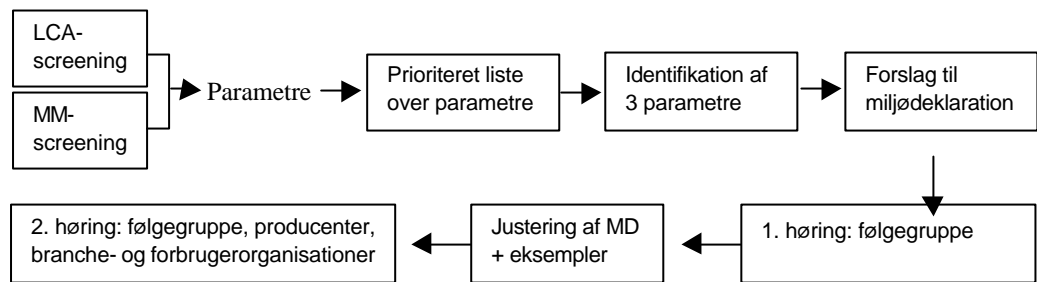 LCA-
screening
MM-
screening
Parametre
Prioriteret liste
over parametre
Identifikation af
3 parametre
Forslag til
miljødeklaration
1. høring: følgegruppe
Justering af MD
+ eksempler
2. høring: følgegruppe, producenter,
branche- og forbrugerorganisationer